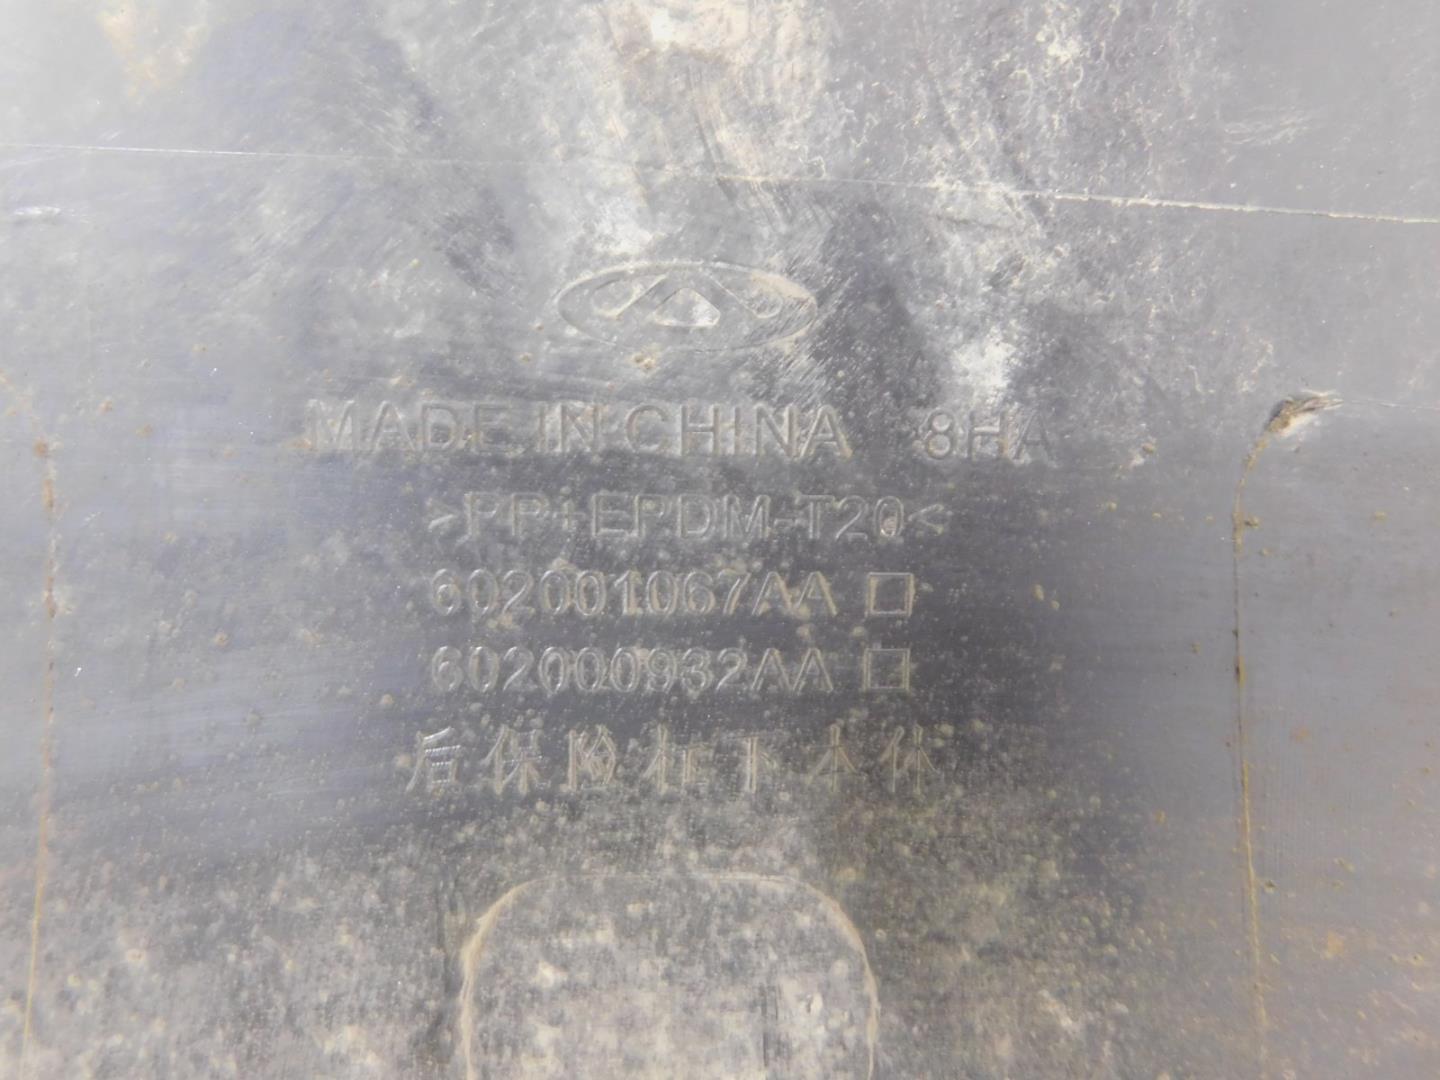 MADE IN CHINA 8HA
>PP+EPDM-T20<
602001067AA □
602000932AA □
后保险杠下本体